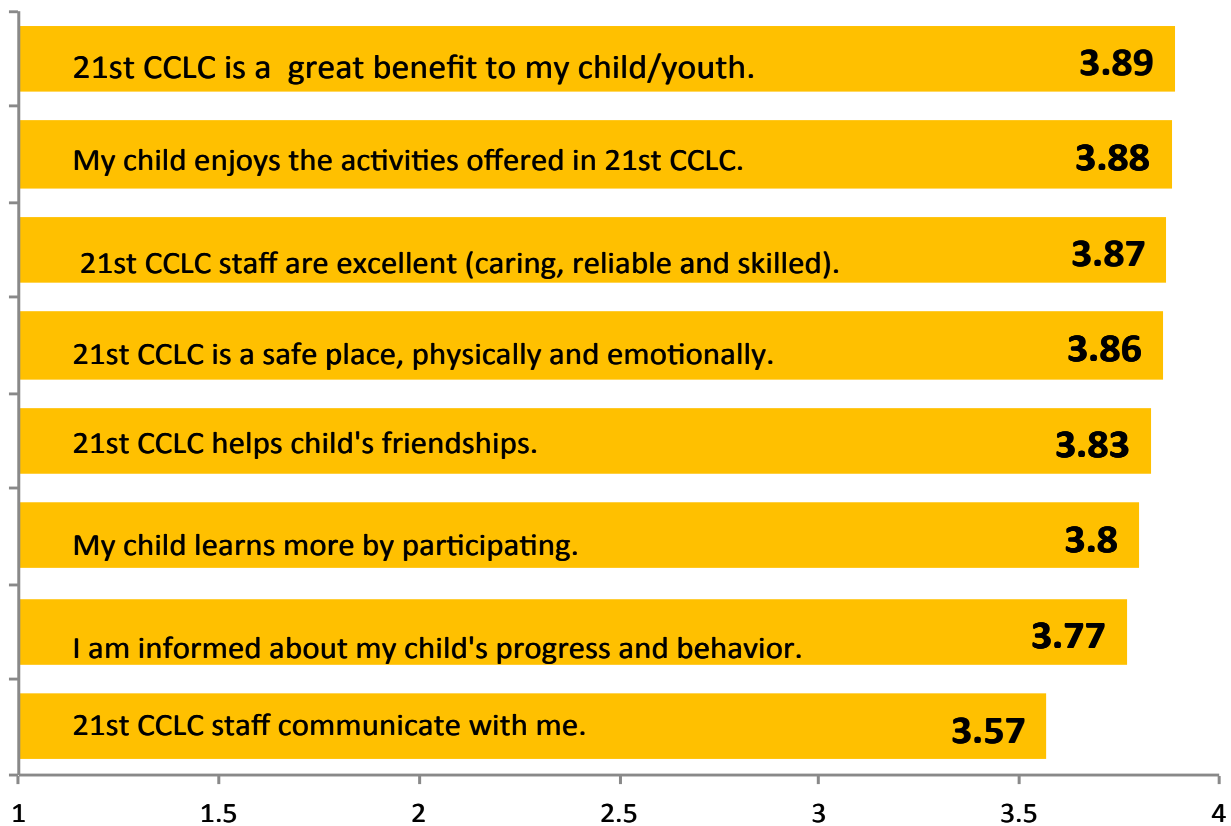 21st CCLC is a great benefit to my child/youth. 3.89
My child enjoys the activities offered in 21st CCLC. 3.88
21st CCLC staff are excellent (caring, reliable and skilled). 3.87
21st CCLC is a safe place, physically and emotionally. 3.86
21st CCLC helps child's friendships. 3.83
My child learns more by participating. 3.8
I am informed about my child's progress and behavior. 3.77
21st CCLC staff communicate with me. 3.57
1 1.5 2 2.5 3 3.5 4